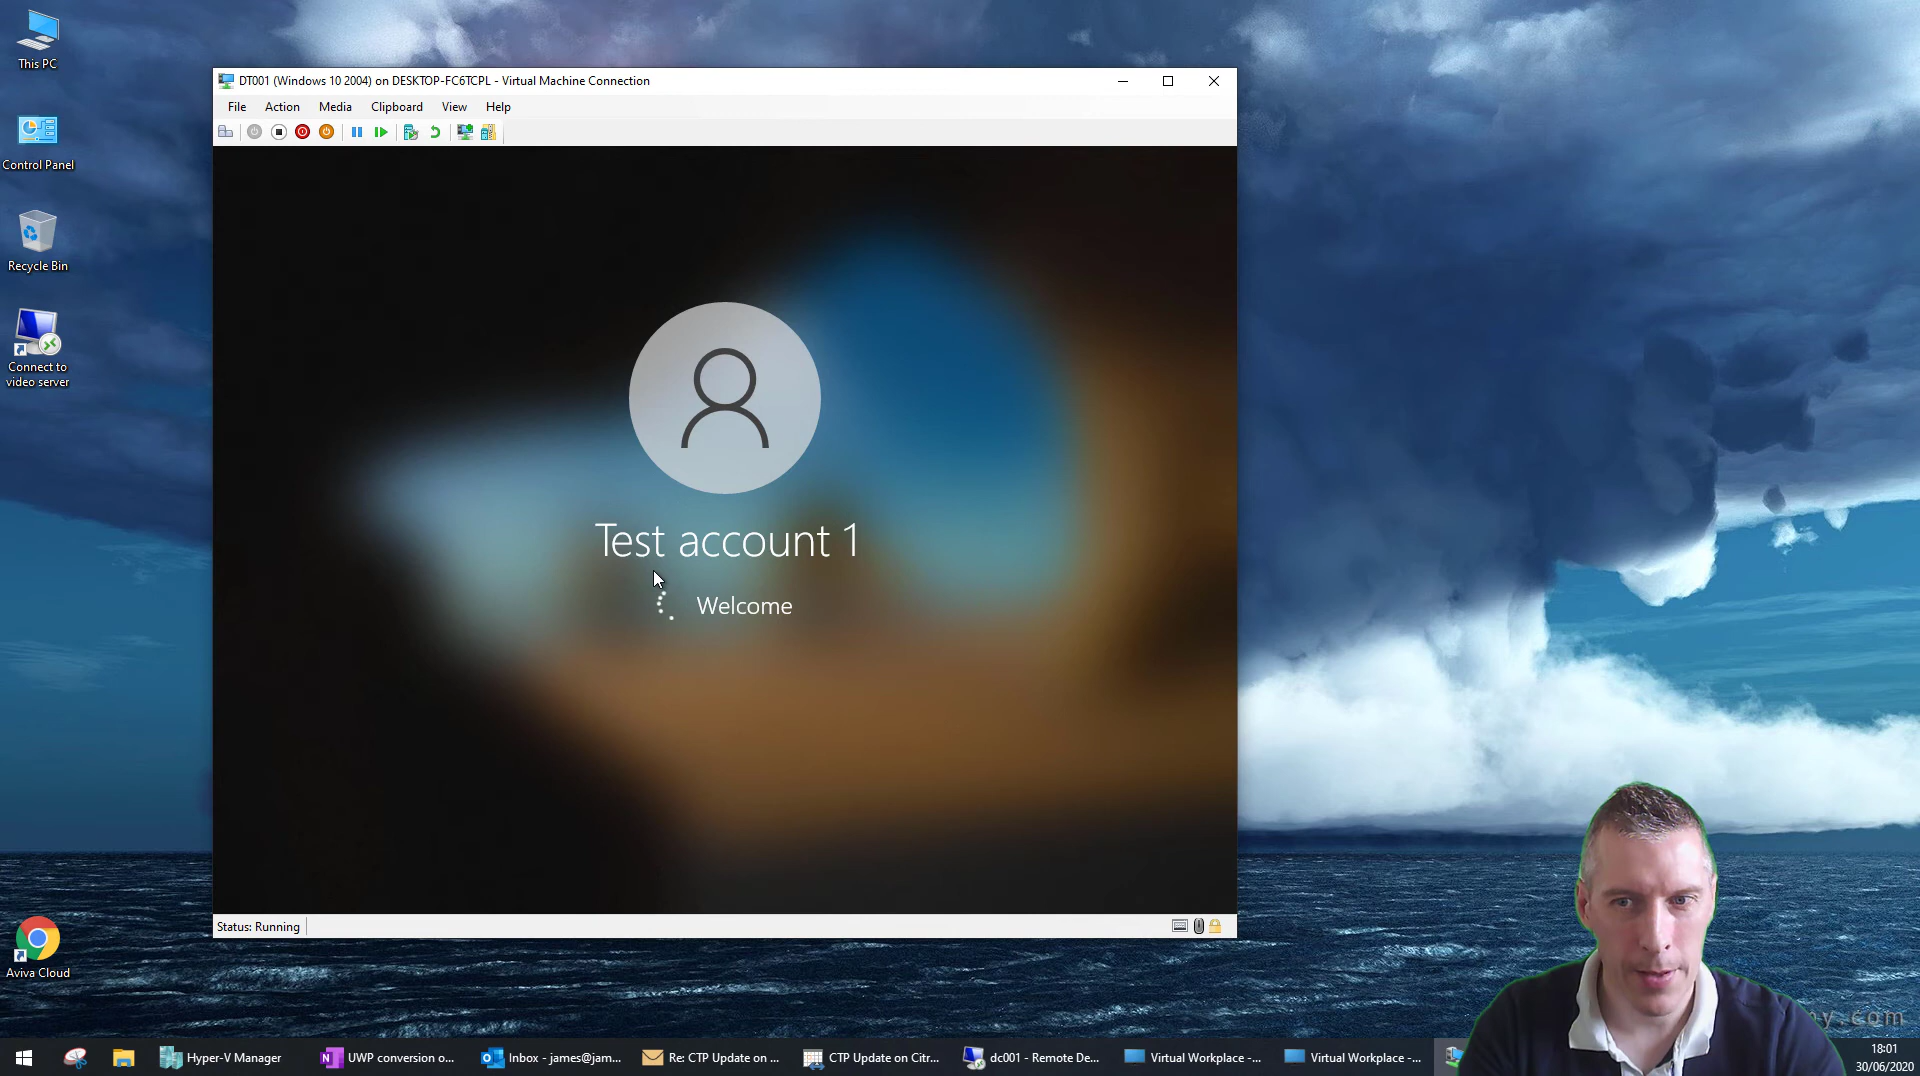 This PC
Control Panel
Recycle Bin
Connect to
video server
Aviva Cloud
DT001 (Windows 10 2004) on DESKTOP-FC6TCPL - Virtual Machine Connection
File Action Media Clipboard View Help
Test account 1
Welcome
Status: Running
Hyper-V Manager
UWP conversion o...
Inbox - james@jam...
Re: CTP Update on ...
CTP Update on Citr...
dc001 - Remote De...
Virtual Workplace -...
Virtual Workplace -...
18:01
30/06/2020